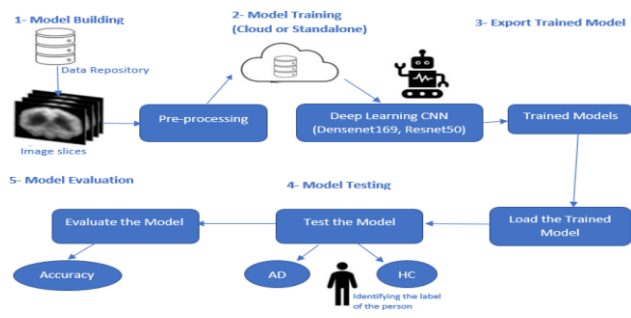 1- Model Building
2- Model Training
(Cloud or Standalone)
3- Export Trained Model
Data Repository
Image slices
Pre-processing
Deep Learning CNN
(Densenet169, Resnet50)
Trained Models
5- Model Evaluation
4- Model Testing
Evaluate the Model
Test the Model
Load the Trained
Model
Accuracy
AD
HC
Identifying the label
of the person